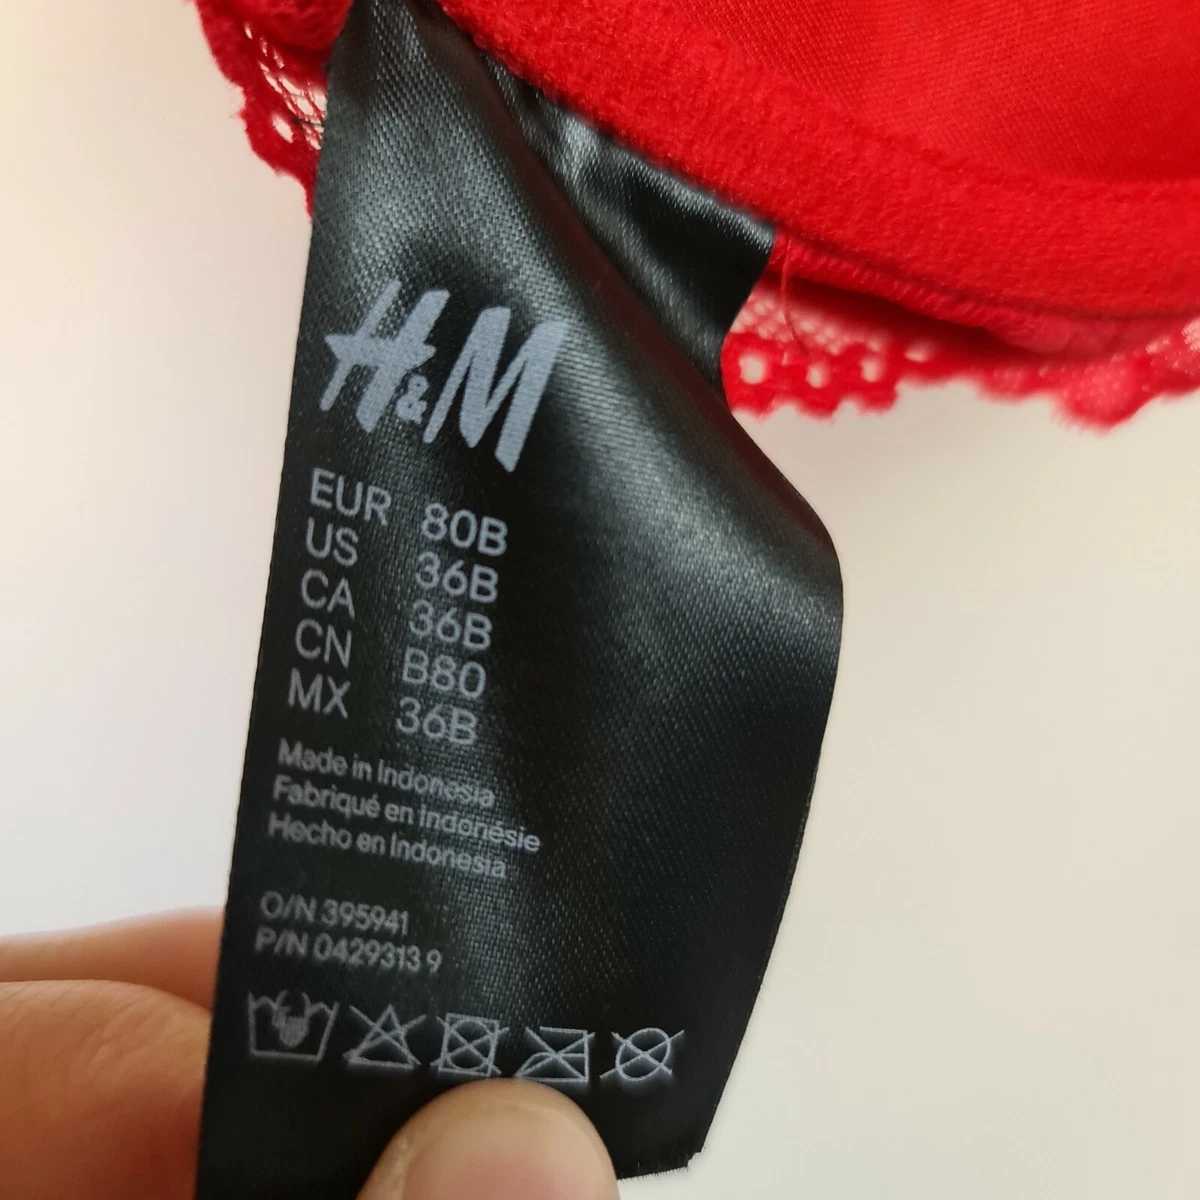 H&M
EUR 80B
US 36B
CA 36B
CN B80
MX 36B
Made in Indonesia
Fabriqué en Indonésie
Hecho en Indonesia
O/N 395941
P/N 0429313 9